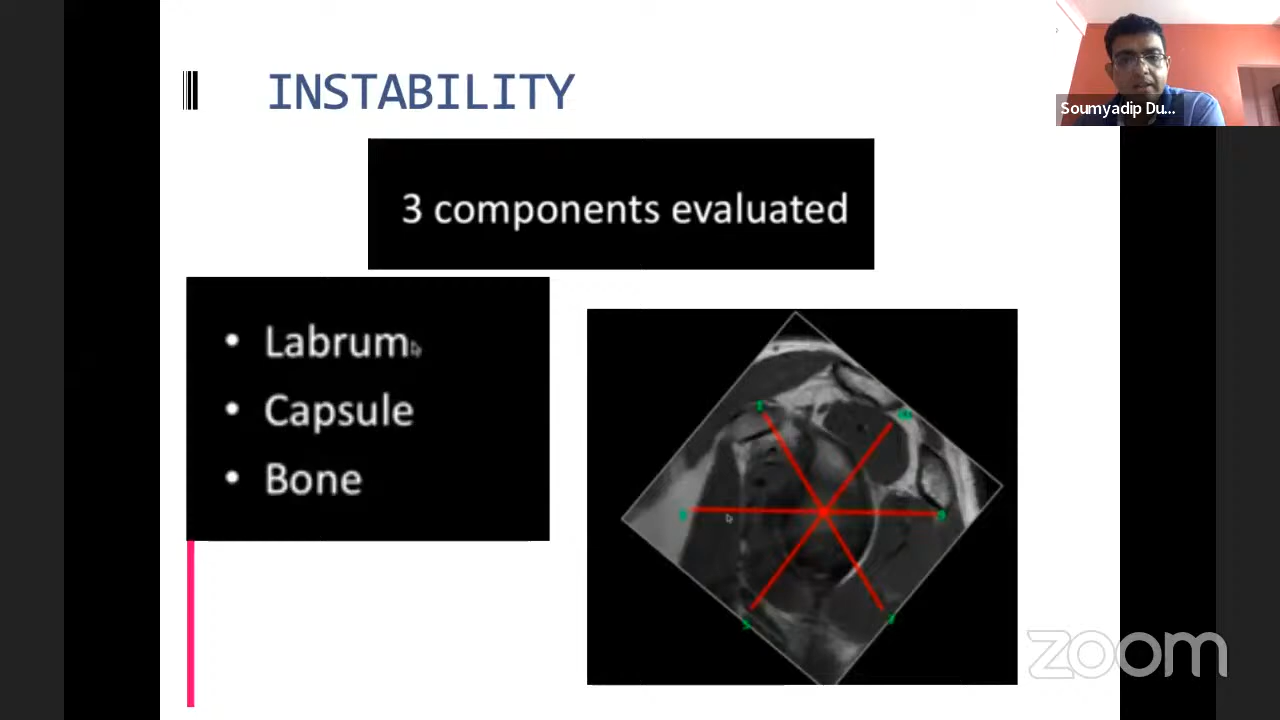 INSTABILITY
Soumyadip Du...
3 components evaluated
• Labrum
• Capsule
• Bone
zoom